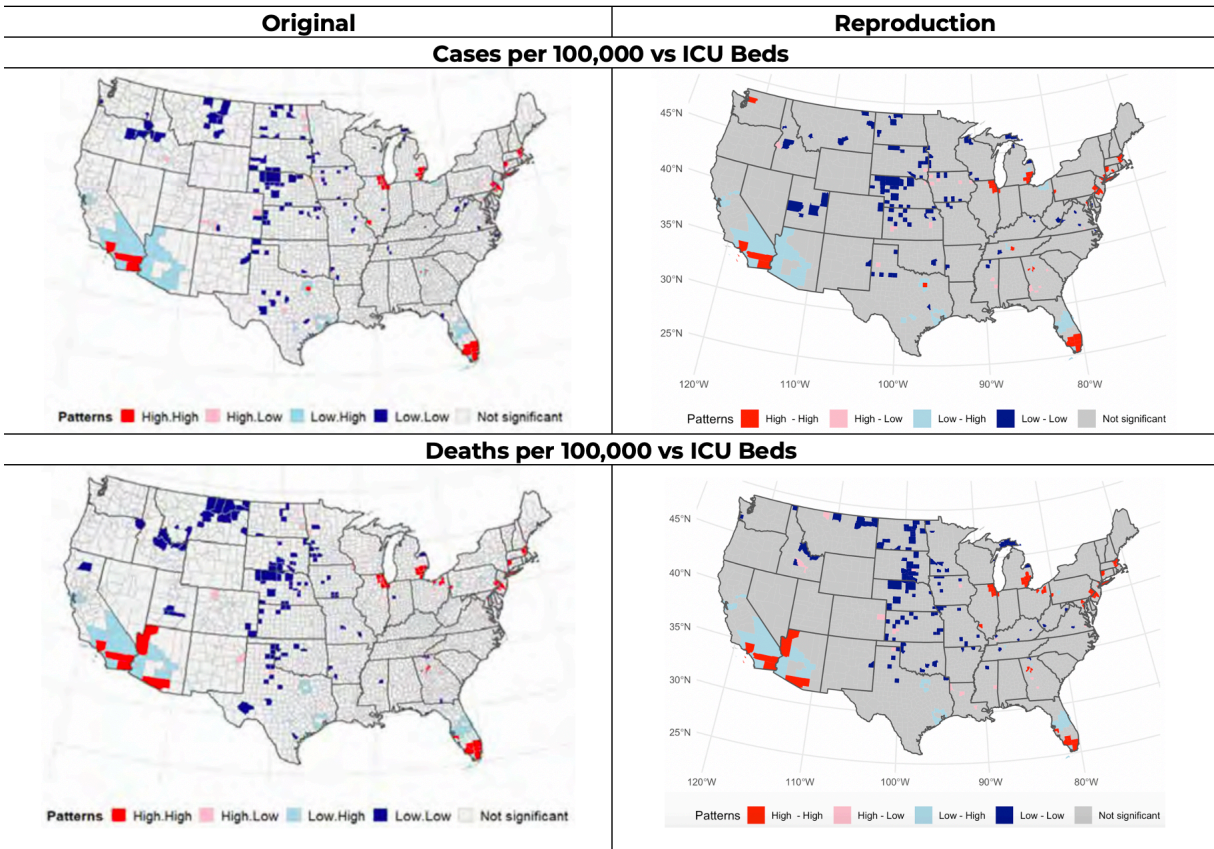 Original Reproduction
Cases per 100,000 vs ICU Beds
45°N
40°N
35°N
30°N
25°N
120°W 110°W 100°W 90°W 80°W
Patterns High.High High.Low Low.High Low.Low Not significant
Patterns High - High High - Low Low - High Low - Low Not significant
Deaths per 100,000 vs ICU Beds
45°N
40°N
35°N
30°N
25°N
120°W 110°W 100°W 90°W 80°W
Patterns High.High High.Low Low.High Low.Low Not significant
Patterns High - High High - Low Low - High Low - Low Not significant